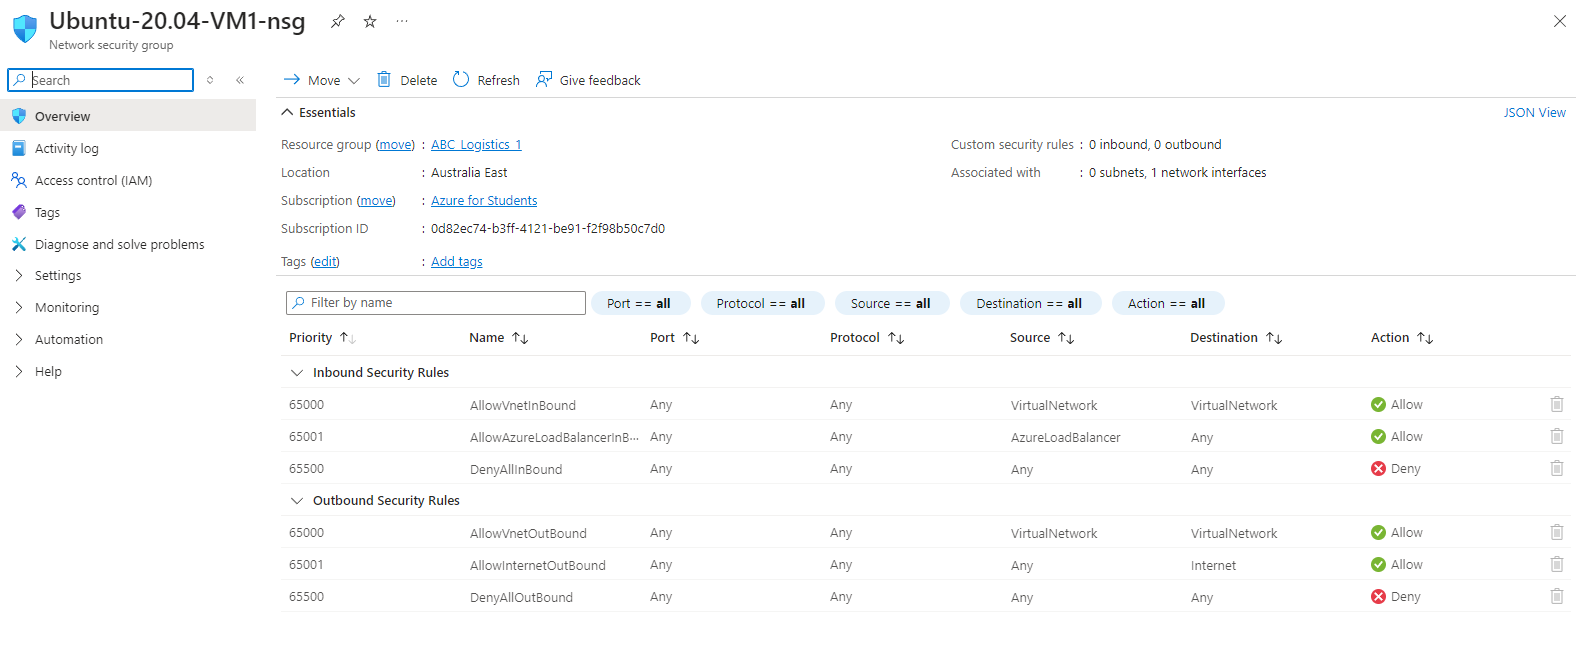 Ubuntu-20.04-VM1-nsg
Network security group
Search
Move Delete Refresh Give feedback
Overview
Activity log
Access control (IAM)
Tags
Diagnose and solve problems
Settings
Monitoring
Automation
Help
Essentials JSON View
Resource group (move) : ABC_Logistics_1 Custom security rules : 0 inbound, 0 outbound
Location : Australia East Associated with : 0 subnets, 1 network interfaces
Subscription (move) : Azure for Students
Subscription ID : 0d82ec74-b3ff-4121-be91-f2f98b50c7d0
Tags (edit) : Add tags
Filter by name Port == all Protocol == all Source == all Destination == all Action == all
Priority Name Port Protocol Source Destination Action
Inbound Security Rules
65000 AllowVnetInBound Any Any VirtualNetwork VirtualNetwork Allow
65001 AllowAzureLoadBalancerInB··· Any Any AzureLoadBalancer Any Allow
65500 DenyAllInBound Any Any Any Any Deny
Outbound Security Rules
65000 AllowVnetOutBound Any Any VirtualNetwork VirtualNetwork Allow
65001 AllowInternetOutBound Any Any Any Internet Allow
65500 DenyAllOutBound Any Any Any Any Deny